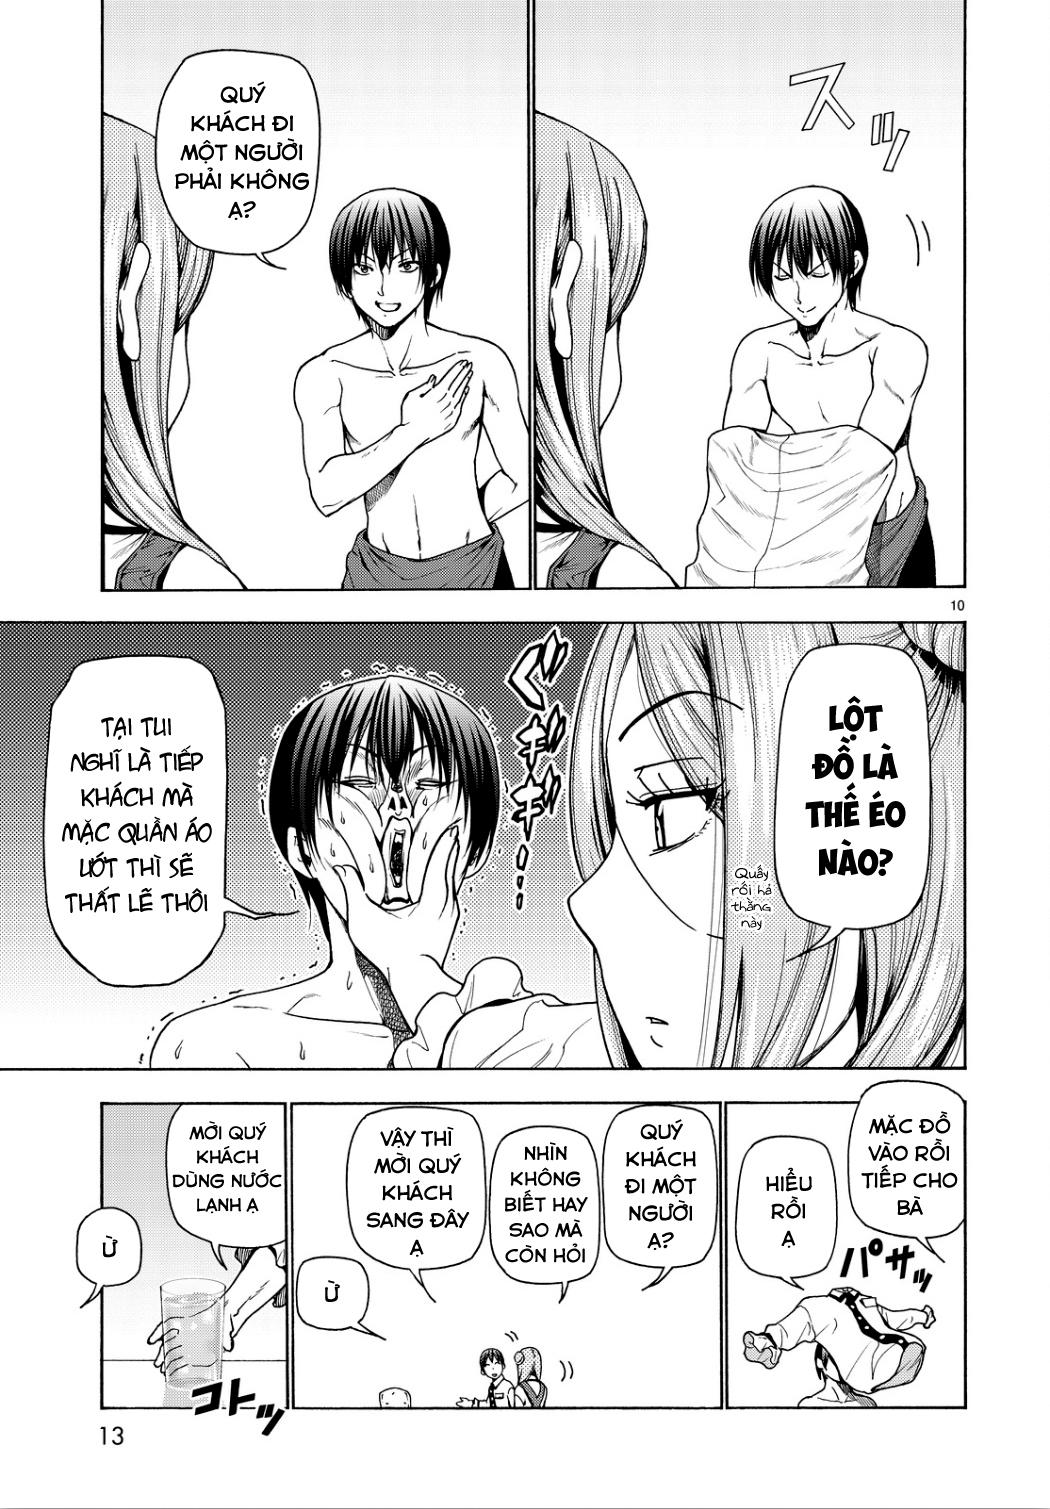 スッ
QUÝ
KHÁCH ĐI
MỘT NGƯỜI
PHẢI KHÔNG
Ạ?
10
LỘT
ĐỒ LÀ
THẾ ÉO
NÀO?
Quấy
rối hả
thằng
này
グギギ…
TẠI TUI
NGHĨ LÀ TIẾP
KHÁCH MÀ
MẶC QUẦN ÁO
ƯỚT THÌ SẼ
THẤT LỄ THÔI
MẶC ĐỒ
VÀO RỒI
TIẾP CHO
BÀ
HIỂU
RỒI
Ạ
パサッ
QUÝ
KHÁCH
ĐI MỘT
NGƯỜI
Ạ?
NHÌN
KHÔNG
BIẾT HAY
SAO MÀ
CÒN HỎI
VẬY THÌ
MỜI QUÝ
KHÁCH
SANG ĐÂY
Ạ
Ừ
MỜI QUÝ
KHÁCH
DÙNG NƯỚC
LẠNH Ạ
Ừ
コトッ
13